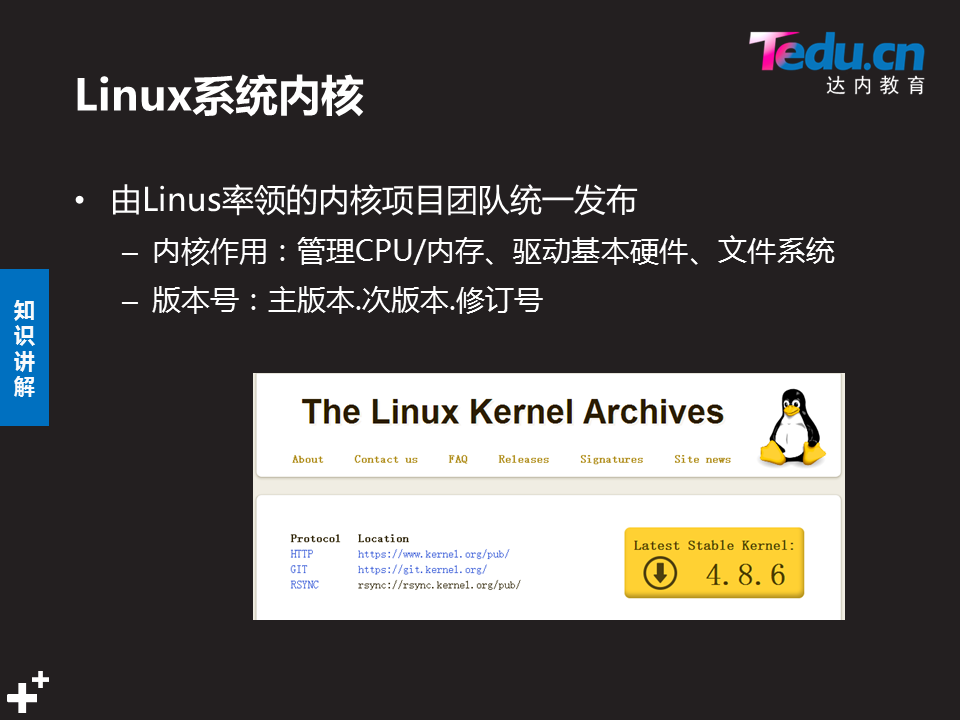 Tedu.cn
达内教育
Linux系统内核
• 由Linus率领的内核项目团队统一发布
– 内核作用：管理CPU/内存、驱动基本硬件、文件系统
– 版本号：主版本.次版本.修订号
知识讲解
The Linux Kernel Archives
About Contact us FAQ Releases Signatures Site news
Protocol Location
HTTP https://www.kernel.org/pub/
GIT https://git.kernel.org/
RSYNC rsync://rsync.kernel.org/pub/
Latest Stable Kernel:
4.8.6